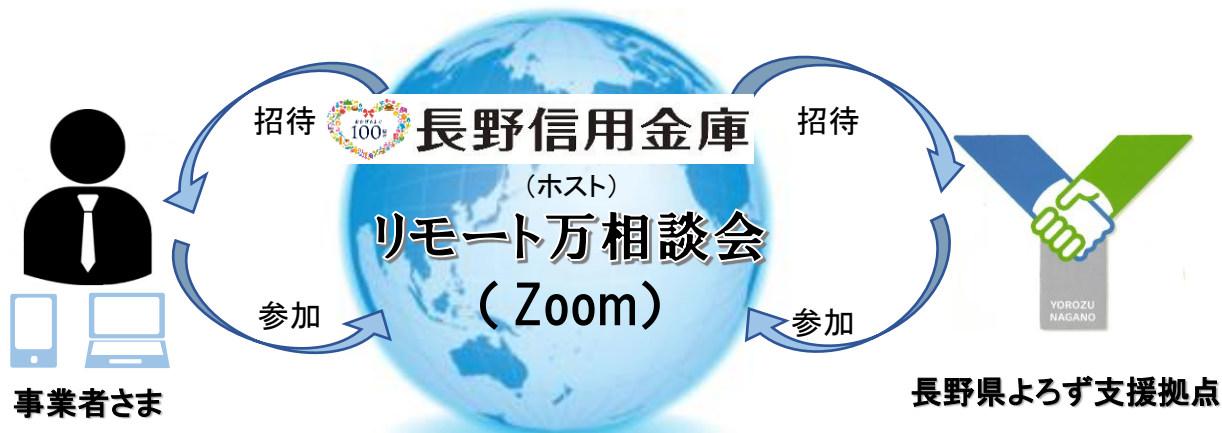 招待
100
長野信用金庫
招待
(ホスト)
リモート万相談会
(Zoom)
参加
参加
YOROZU
NAGANO
事業者さま
長野県よろず支援拠点